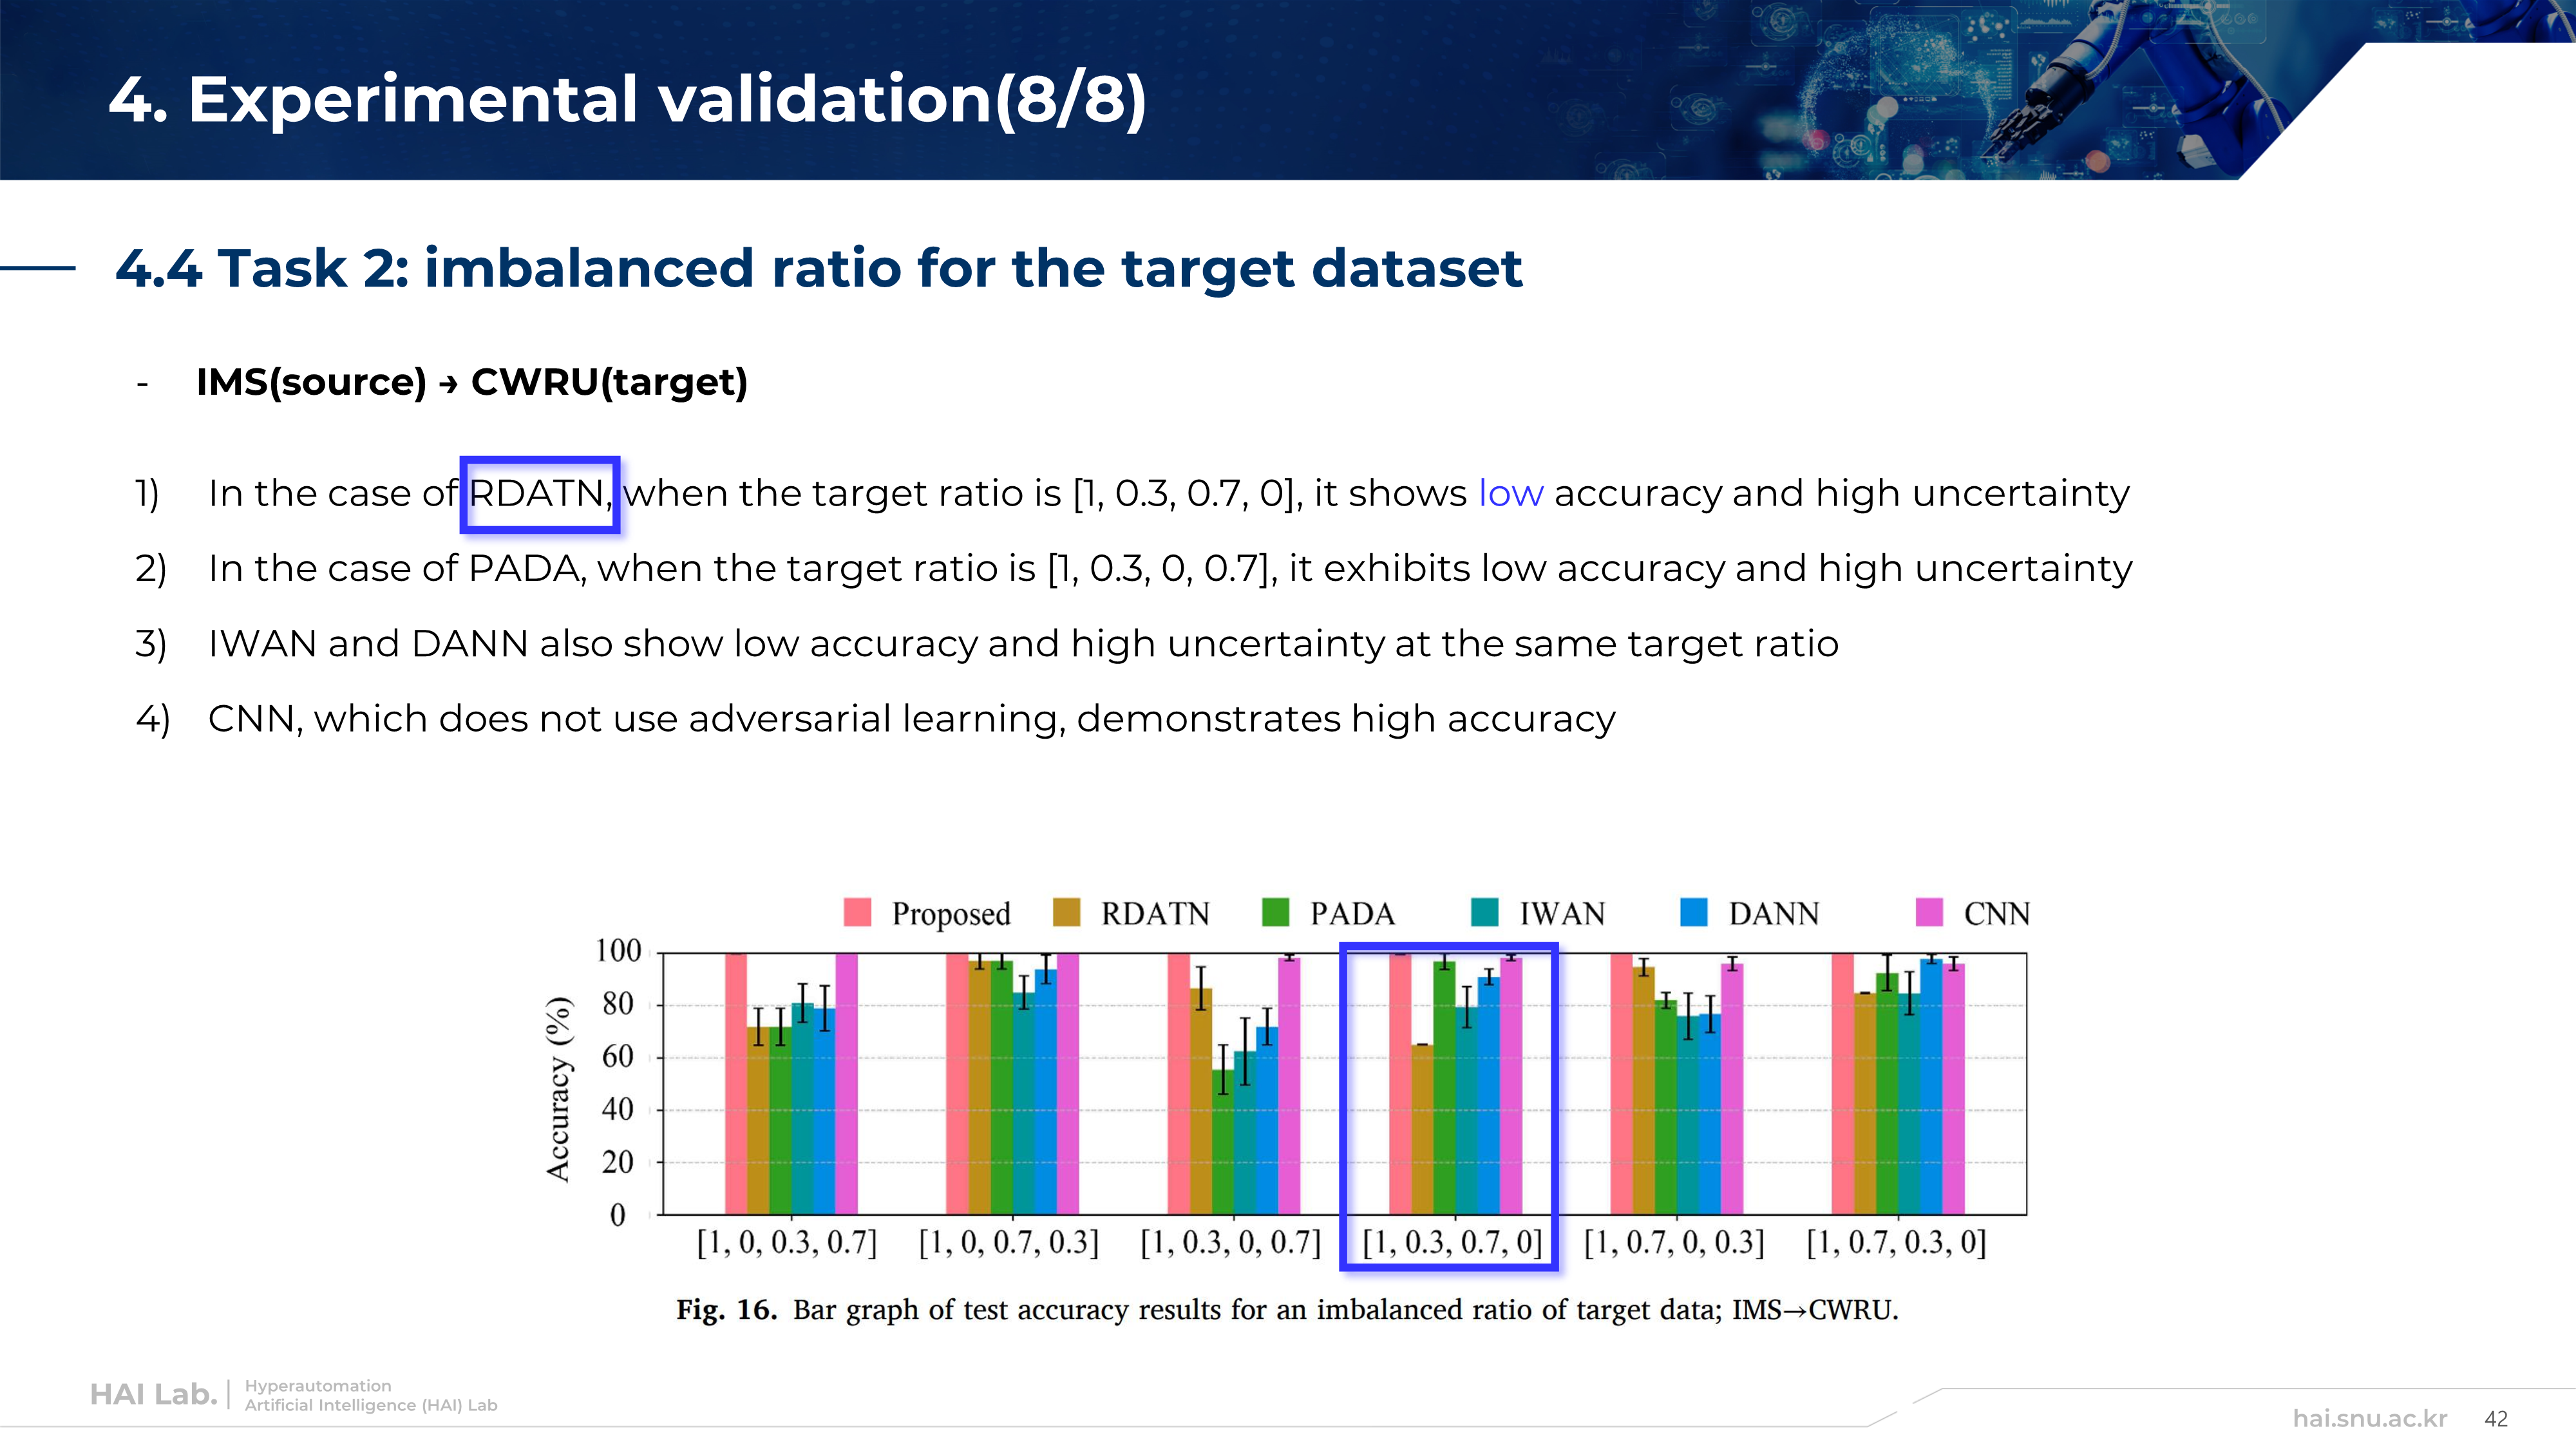 4. Experimental validation(8/8)
4.4 Task 2: imbalanced ratio for the target dataset
- IMS(source) → CWRU(target)
1) In the case of RDATN, when the target ratio is [1, 0.3, 0.7, 0], it shows low accuracy and high uncertainty
2) In the case of PADA, when the target ratio is [1, 0.3, 0, 0.7], it exhibits low accuracy and high uncertainty
3) IWAN and DANN also show low accuracy and high uncertainty at the same target ratio
4) CNN, which does not use adversarial learning, demonstrates high accuracy
Proposed RDATN PADA IWAN DANN CNN
Accuracy (%)
100
80
60
40
20
0
[1, 0, 0.3, 0.7] [1, 0, 0.7, 0.3] [1, 0.3, 0, 0.7] [1, 0.3, 0.7, 0] [1, 0.7, 0, 0.3] [1, 0.7, 0.3, 0]
Fig. 16. Bar graph of test accuracy results for an imbalanced ratio of target data; IMS→CWRU.
HAI Lab.
Hyperautomation
Artificial Intelligence (HAI) Lab
hai.snu.ac.kr 42